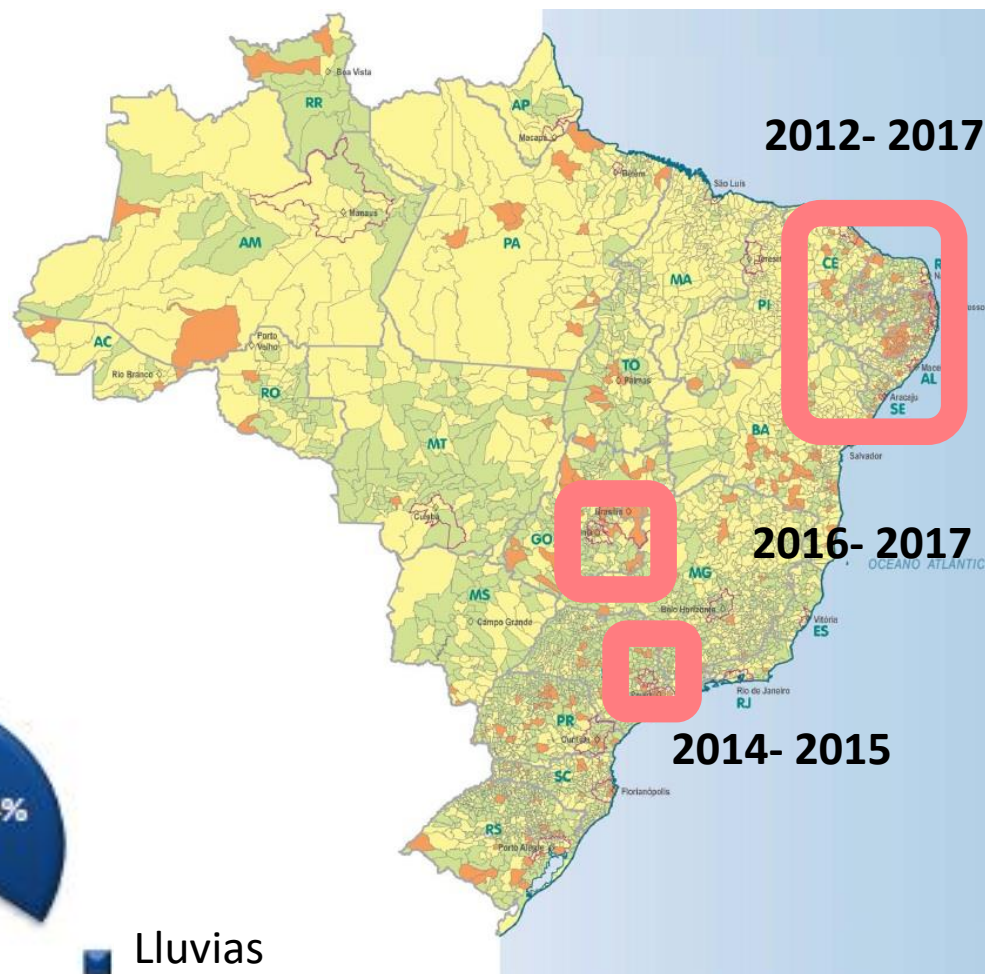 Boa Vista
RR
AP
Macapá
2012- 2017
Belém
São Luís
Manaus
AM
PA
MA
CE
PI
AC
Porto
Velho
Rio Branco
RO
TO
Palmas
AL
Aracaju
SE
MT
BA
Salvador
Cuiabá
Brasília
GO
2016- 2017
OCEANO ATLÂNTIC
MG
MS
Campo Grande
Belo Horizonte
Vitória
ES
Rio de Janeiro
RJ
PR
Curitiba
2014- 2015
SC
Florianópolis
RS
Porto Alegre
%
Lluvias